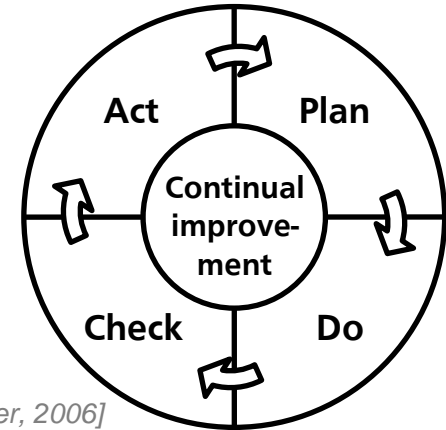 Act
Plan
Continual
improve-
ment
Check
Do
er, 2006]